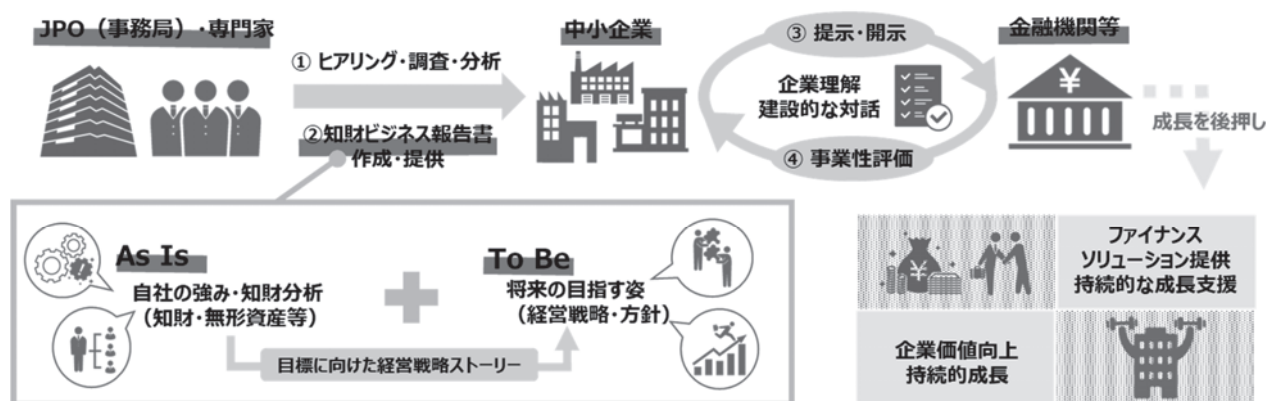 JPO（事務局）・専門家
① ヒアリング・調査・分析
②知財ビジネス報告書
作成・提供
中小企業
③ 提示・開示
企業理解
建設的な対話
④ 事業性評価
金融機関等
¥
成長を後押し
As Is
自社の強み・知財分析
（知財・無形資産等）
To Be
将来の目指す姿
（経営戦略・方針）
目標に向けた経営戦略ストーリー
¥
ファイナンス
ソリューション提供
持続的な成長支援
企業価値向上
持続的成長